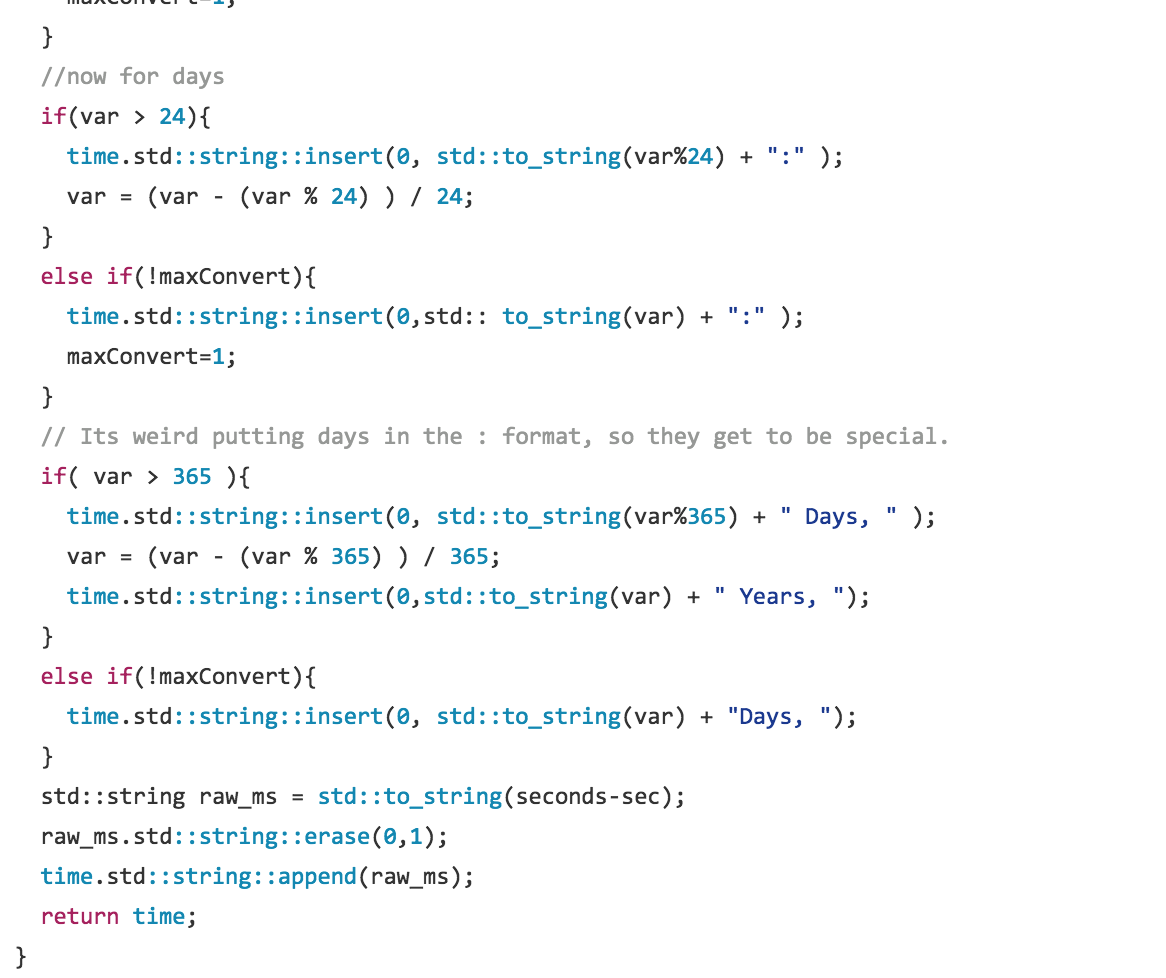 maxConvert=1;
}
//now for days
if(var > 24){
time.std::string::insert(0, std::to_string(var%24) + ":" );
var = (var - (var % 24) ) / 24;
}
else if(!maxConvert){
time.std::string::insert(0,std:: to_string(var) + ":" );
maxConvert=1;
}
// Its weird putting days in the : format, so they get to be special.
if( var > 365 ){
time.std::string::insert(0, std::to_string(var%365) + " Days, " );
var = (var - (var % 365) ) / 365;
time.std::string::insert(0,std::to_string(var) + " Years, ");
}
else if(!maxConvert){
time.std::string::insert(0, std::to_string(var) + "Days, ");
}
std::string raw_ms = std::to_string(seconds-sec);
raw_ms.std::string::erase(0,1);
time.std::string::append(raw_ms);
return time;
}